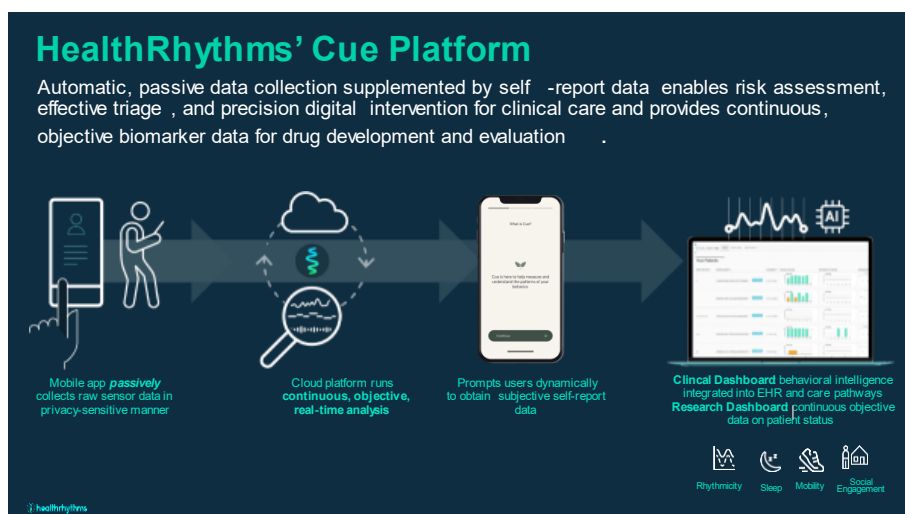 HealthRhythms’ Cue Platform
Automatic, passive data collection supplemented by self -report data enables risk assessment,
effective triage , and precision digital intervention for clinical care and provides continuous,
objective biomarker data for drug development and evaluation .
AI
What is Cue?
Cue is here to help measure and
understand the patterns of your
behaviors
Continue
Mobile app passively
collects raw sensor data in
privacy-sensitive manner
Cloud platform runs
continuous, objective,
real-time analysis
Prompts users dynamically
to obtain subjective self-report
data
Clincal Dashboard behavioral intelligence
integrated into EHR and care pathways
Research Dashboard continuous objective
data on patient status
Rhythmicity
Sleep
Mobility
Social
Engagement
healthrhythms